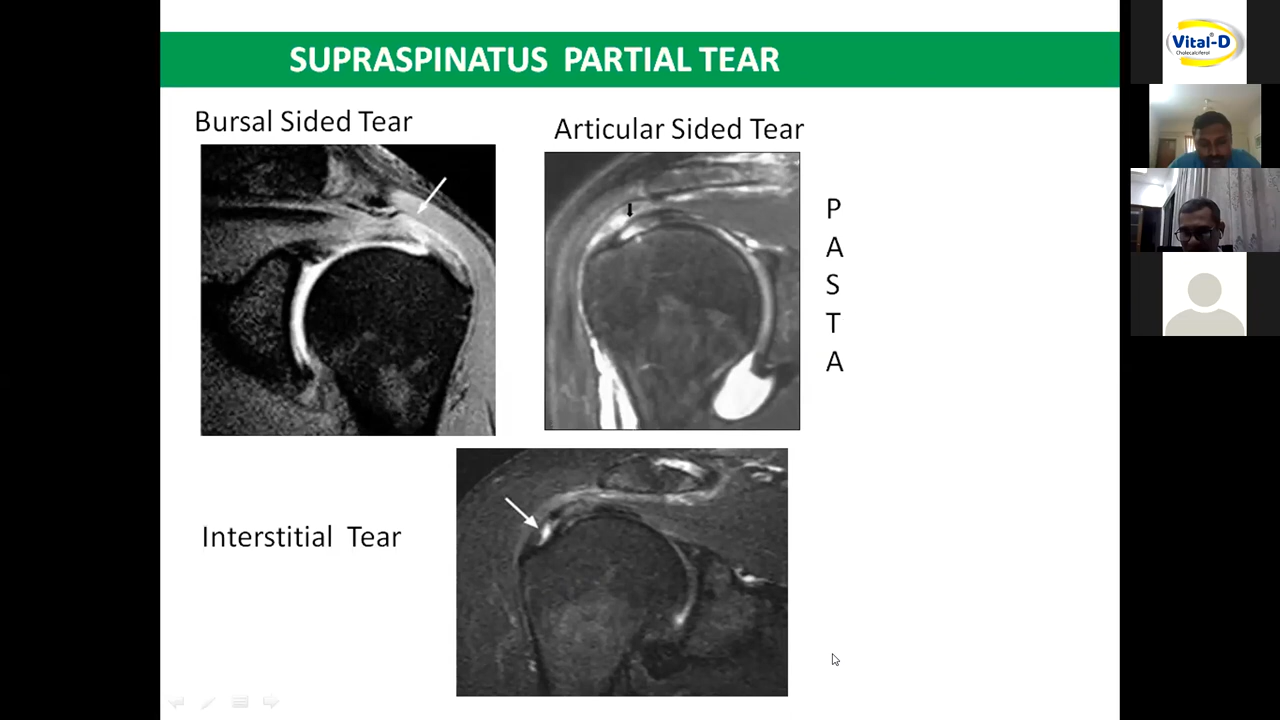 SUPRASPINATUS PARTIAL TEAR
Bursal Sided Tear
Articular Sided Tear
P
A
S
T
A
Interstitial Tear
Vital-D
Cholecalciferol